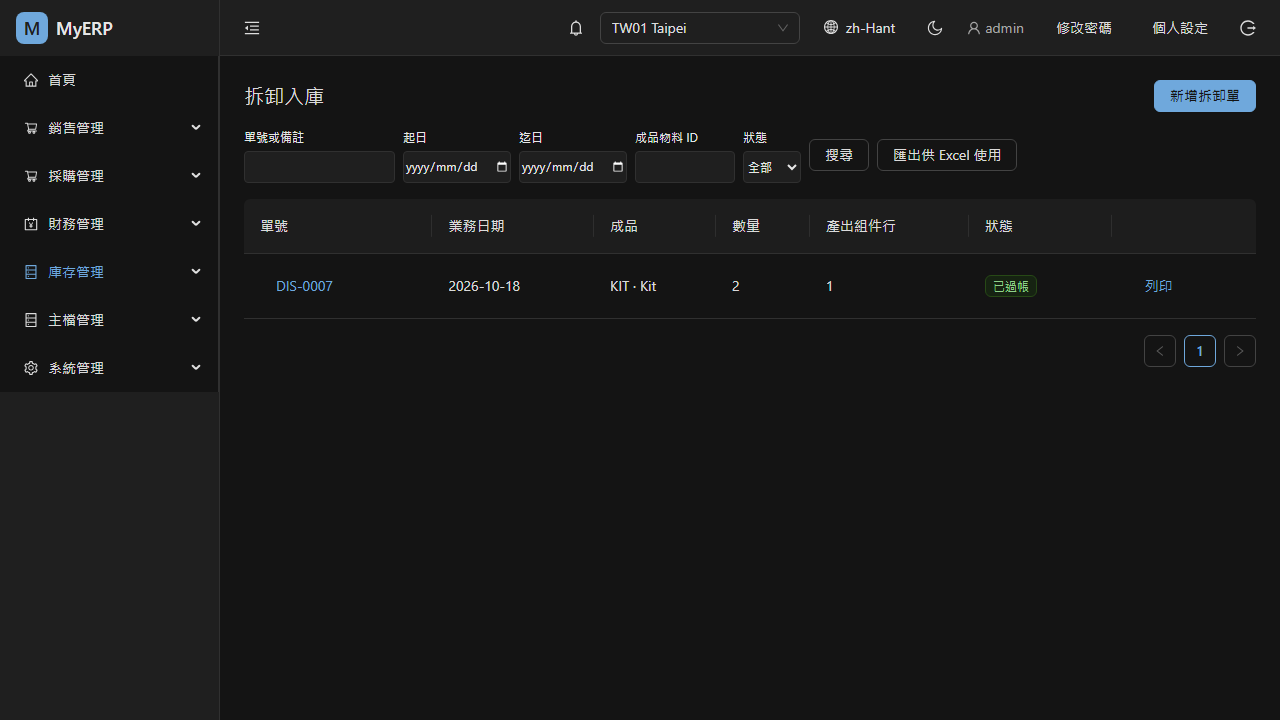 M MyERP
TW01 Taipei
zh-Hant
admin
修改密碼
個人設定
首頁
銷售管理
採購管理
財務管理
庫存管理
主檔管理
系統管理
拆卸入庫
新增拆卸單
單號或備註
起日
迄日
成品物料 ID
狀態
yyyy/mm/dd
yyyy/mm/dd
全部
搜尋
匯出供 Excel 使用
單號 業務日期 成品 數量 產出組件行 狀態
DIS-0007 2026-10-18 KIT · Kit 2 1 已過帳 列印
1